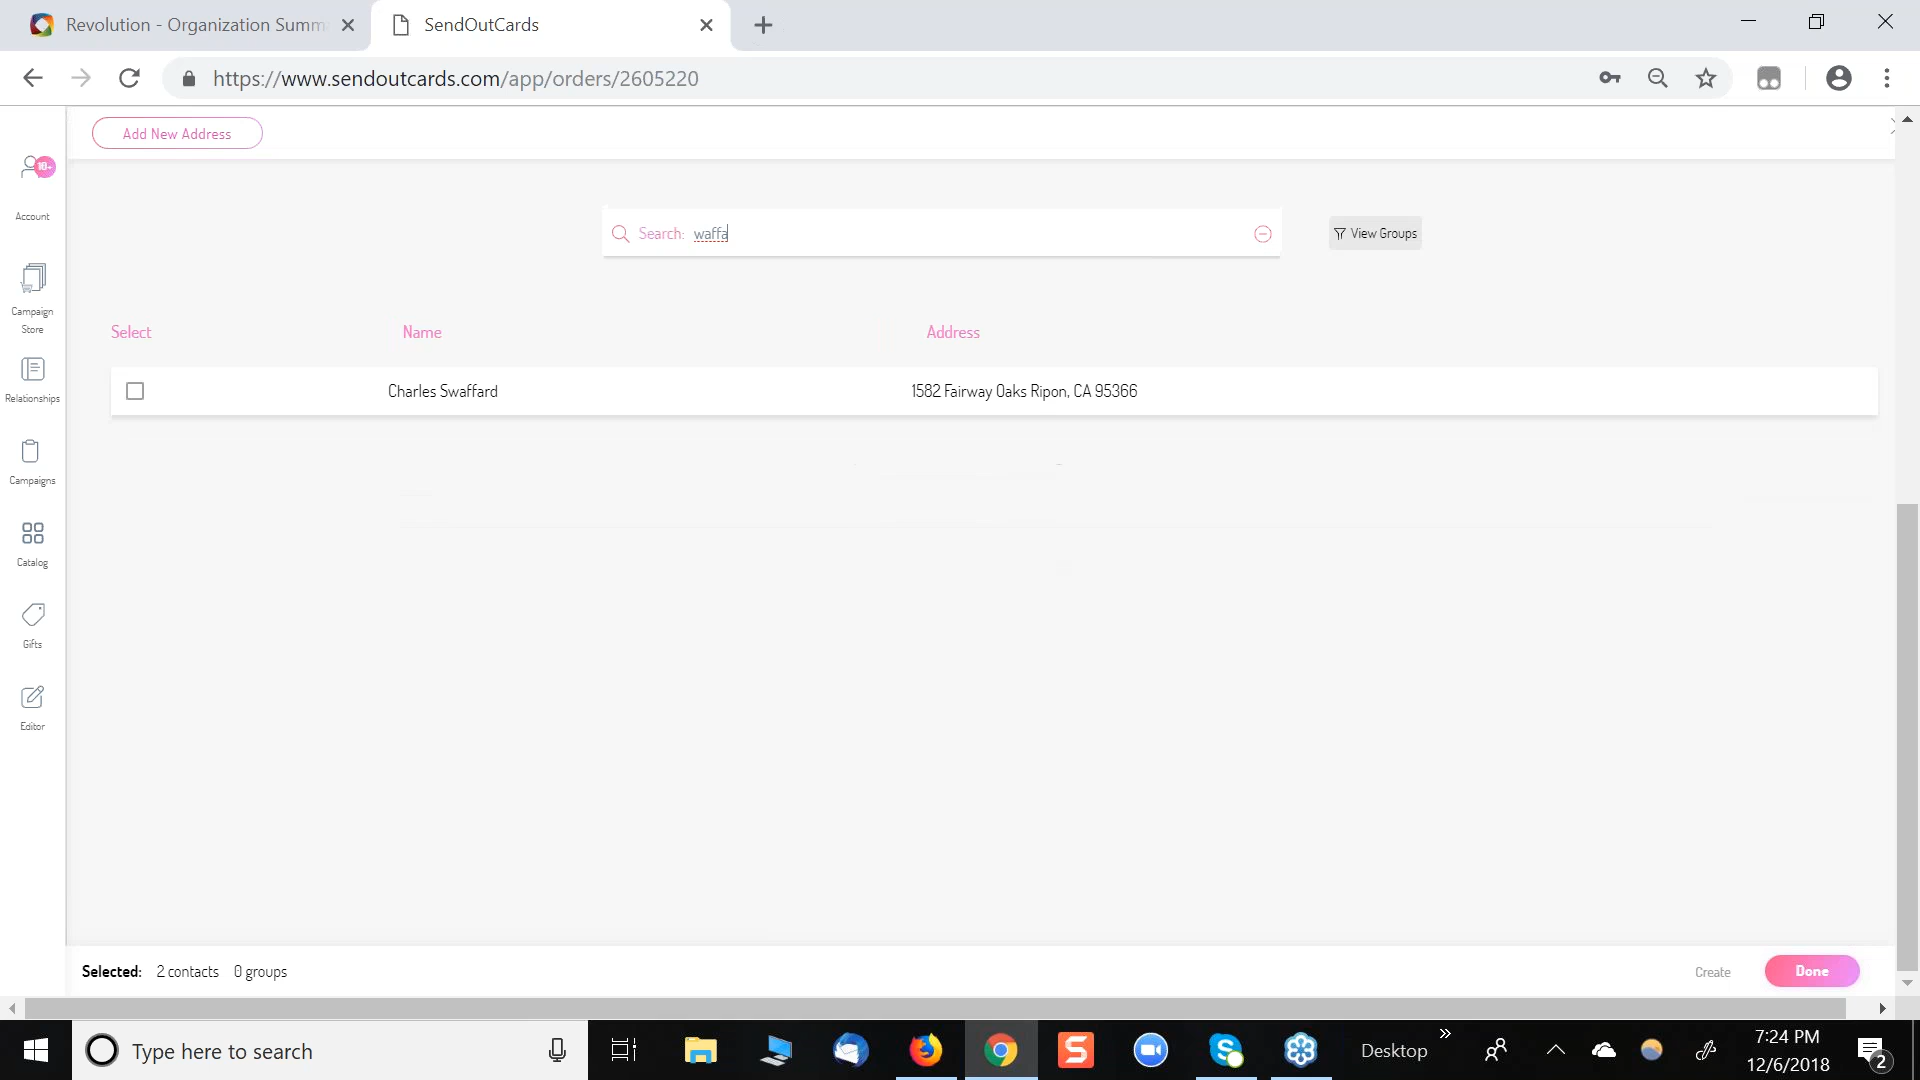 Revolution - Organization Summ
SendOutCards
https://www.sendoutcards.com/app/orders/2605220
Add New Address
18+
Account
Search: waffa
View Groups
Campaign
Store
Select Name Address
Charles Swaffard 1582 Fairway Oaks Ripon, CA 95366
Relationships
Campaigns
Catalog
Gifts
Editor
Selected: 2 contacts 0 groups
Create Done
Type here to search
Desktop
7:24 PM
12/6/2018
2